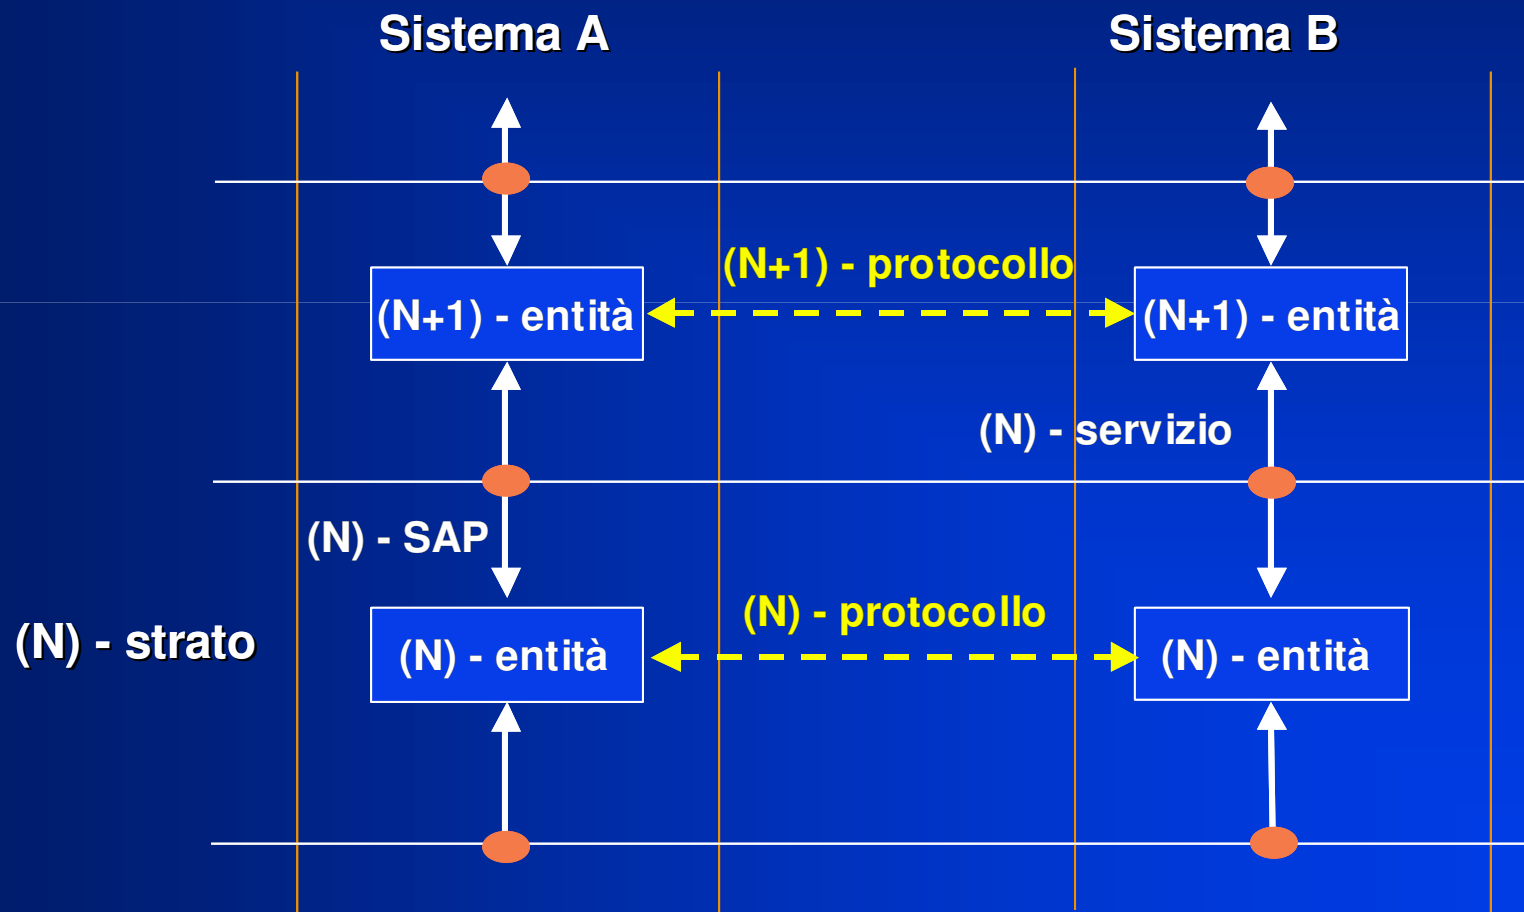 Sistema A
Sistema B
(N+1) - protocollo
(N+1) - entità
(N+1) - entità
(N) - servizio
(N) - SAP
(N) - protocollo
(N) - strato
(N) - entità
(N) - entità